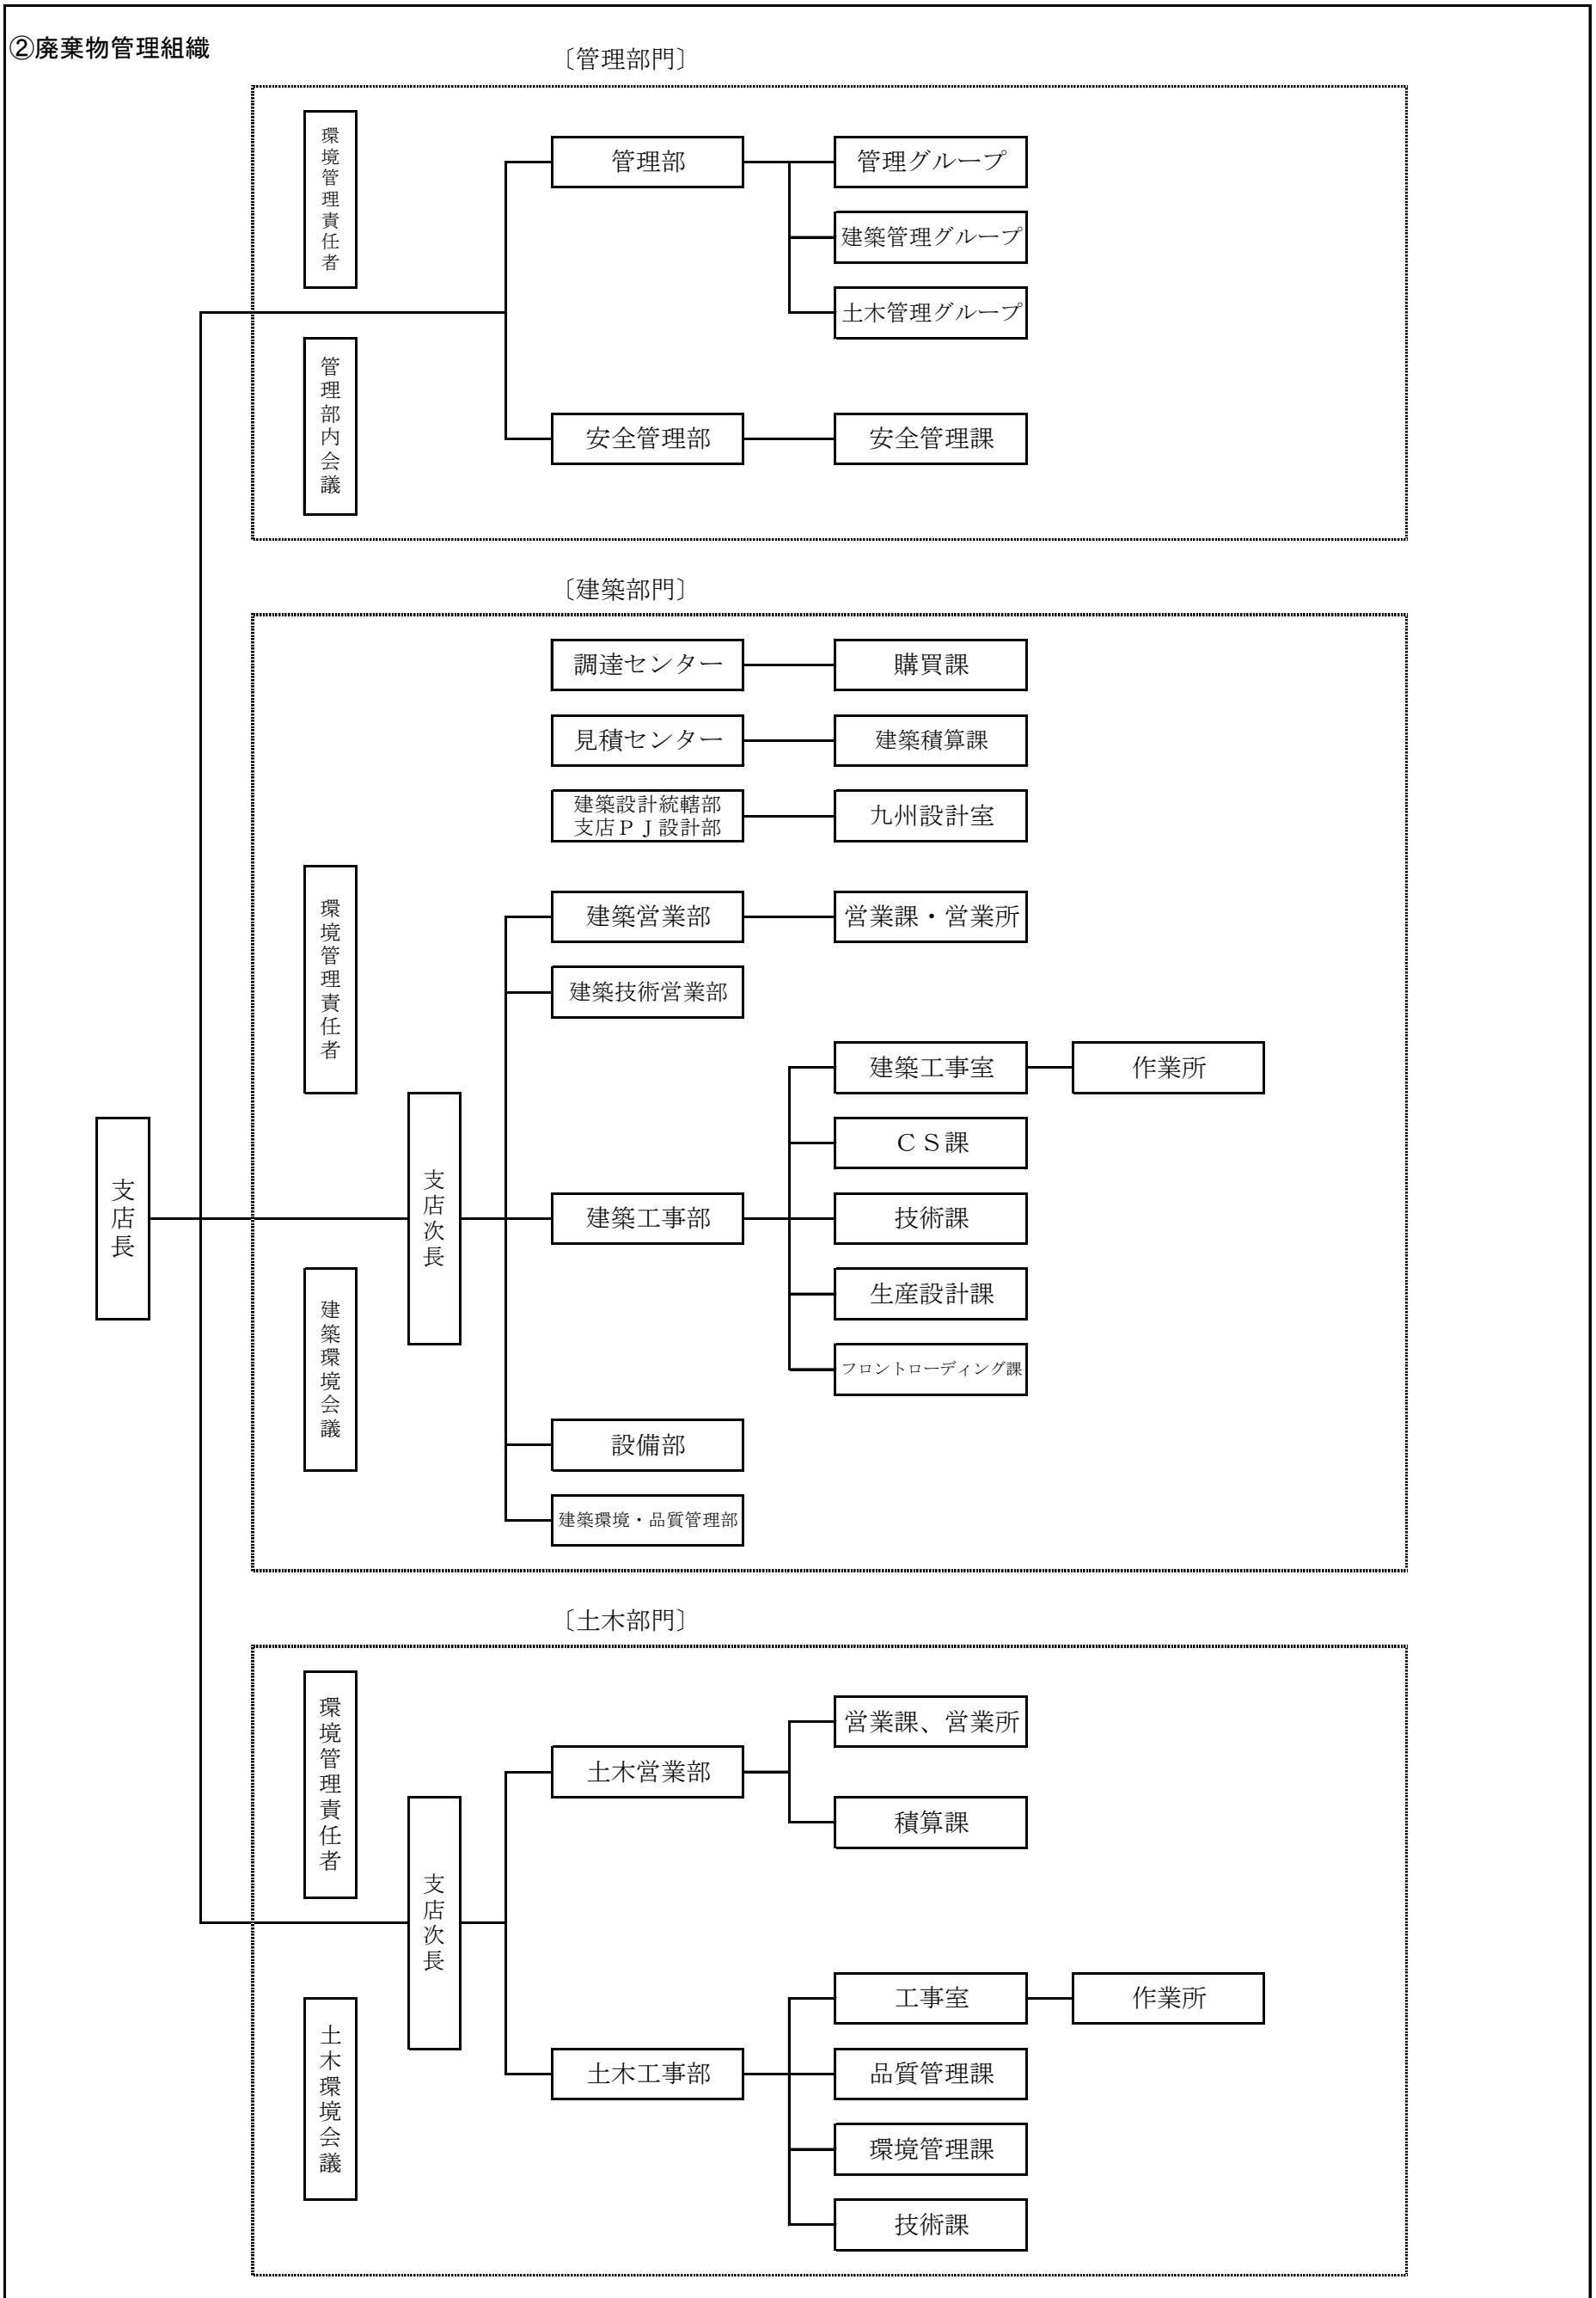 ②廃棄物管理組織
〔管理部門〕
環境管理責任者
管理部内会議
管理部
管理グループ
建築管理グループ
土木管理グループ
安全管理部
安全管理課
〔建築部門〕
調達センター
購買課
見積センター
建築積算課
建築設計統轄部
支店ＰＪ設計部
九州設計室
環境管理責任者
建築環境会議
支店長
支店次長
建築営業部
営業課・営業所
建築技術営業部
建築工事部
建築工事室
作業所
ＣＳ課
技術課
生産設計課
フロントローディング課
設備部
建築環境・品質管理部
〔土木部門〕
環境管理責任者
土木環境会議
支店次長
土木営業部
営業課、営業所
積算課
土木工事部
工事室
作業所
品質管理課
環境管理課
技術課